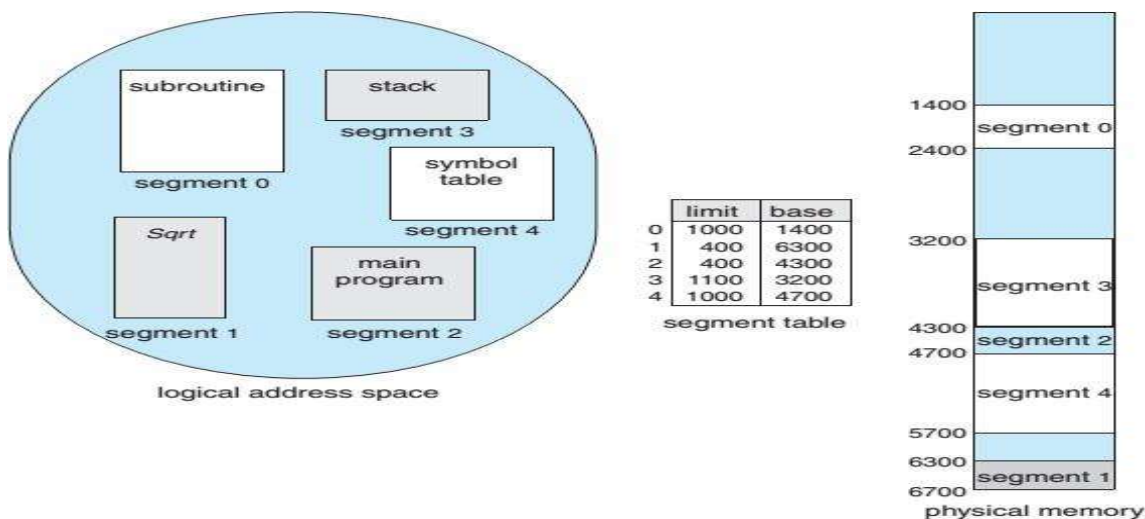 subroutine
segment 0
stack
segment 3
symbol
table
segment 4
Sqrt
segment 1
main
program
segment 2
logical address space
limit base
0 1000 1400
1 400 6300
2 400 4300
3 1100 3200
4 1000 4700
segment table
1400
segment 0
2400
3200
segment 3
4300
segment 2
4700
segment 4
5700
6300
segment 1
6700
physical memory